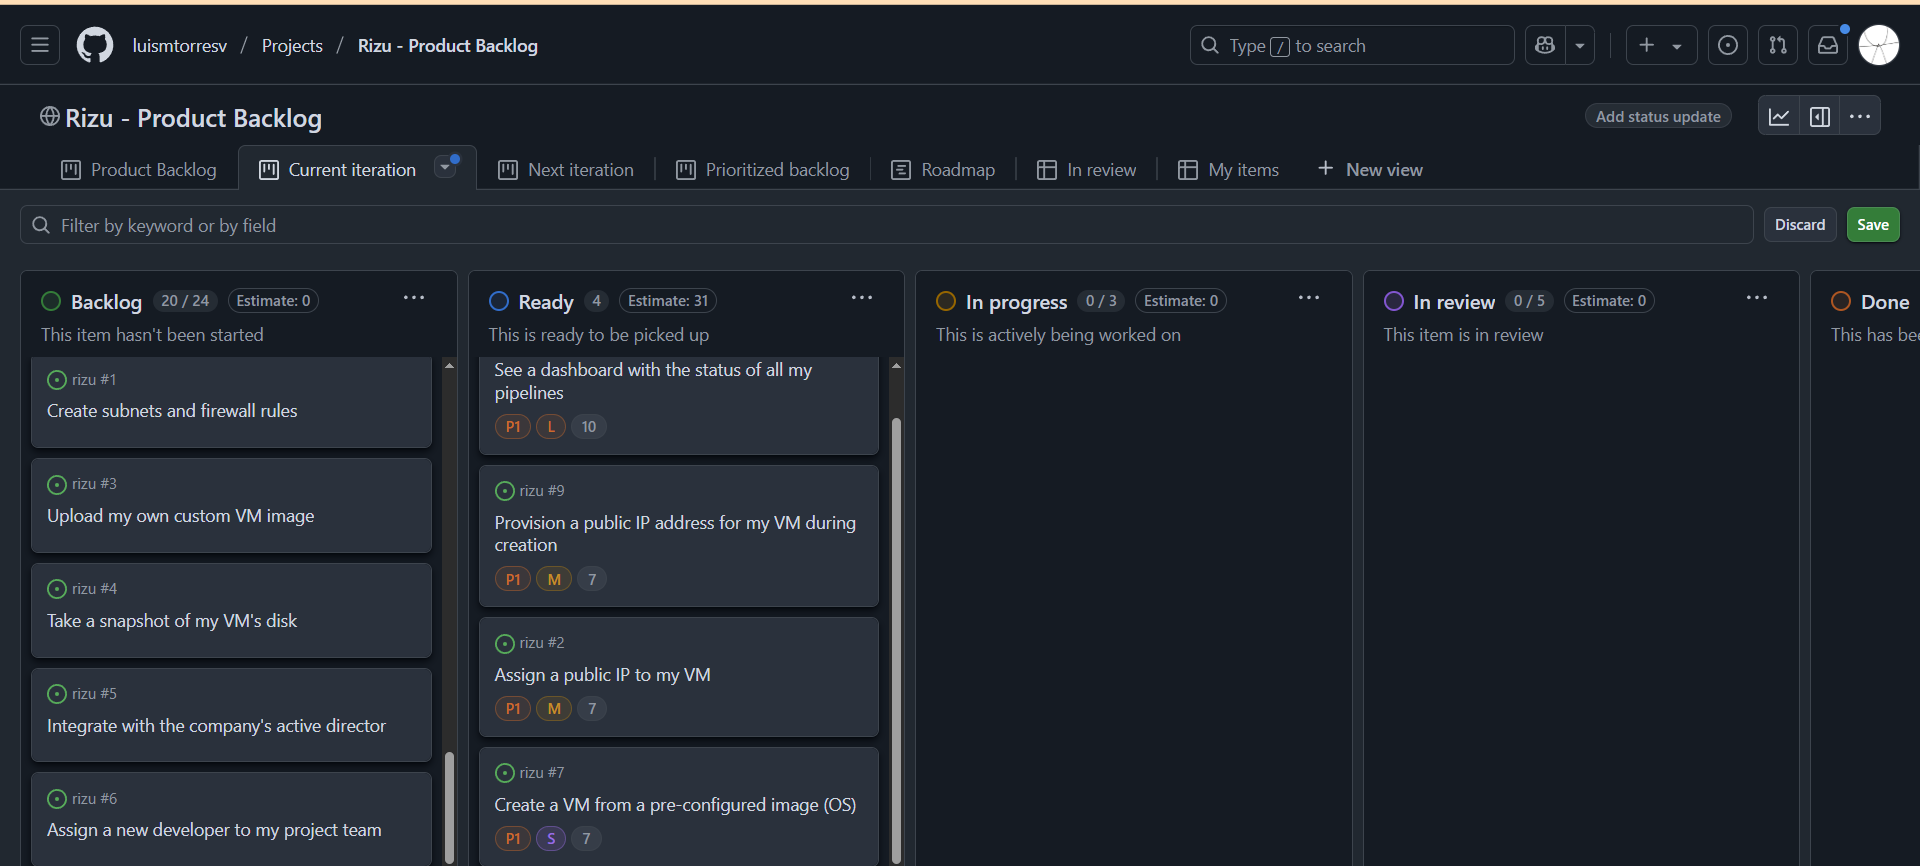 luismtorresv / Projects / Rizu - Product Backlog
Type / to search
Rizu - Product Backlog
Add status update
Product Backlog
Current iteration
Next iteration
Prioritized backlog
Roadmap
In review
My items
New view
Filter by keyword or by field
Discard
Save
Backlog 20 / 24 Estimate: 0
This item hasn't been started
rizu #1
Create subnets and firewall rules
rizu #3
Upload my own custom VM image
rizu #4
Take a snapshot of my VM's disk
rizu #5
Integrate with the company's active director
rizu #6
Assign a new developer to my project team
Ready 4 Estimate: 31
This is ready to be picked up
See a dashboard with the status of all my
pipelines
P1 L 10
rizu #9
Provision a public IP address for my VM during
creation
P1 M 7
rizu #2
Assign a public IP to my VM
P1 M 7
rizu #7
Create a VM from a pre-configured image (OS)
P1 S 7
In progress 0 / 3 Estimate: 0
This is actively being worked on
In review 0 / 5 Estimate: 0
This item is in review
Done
This has bee